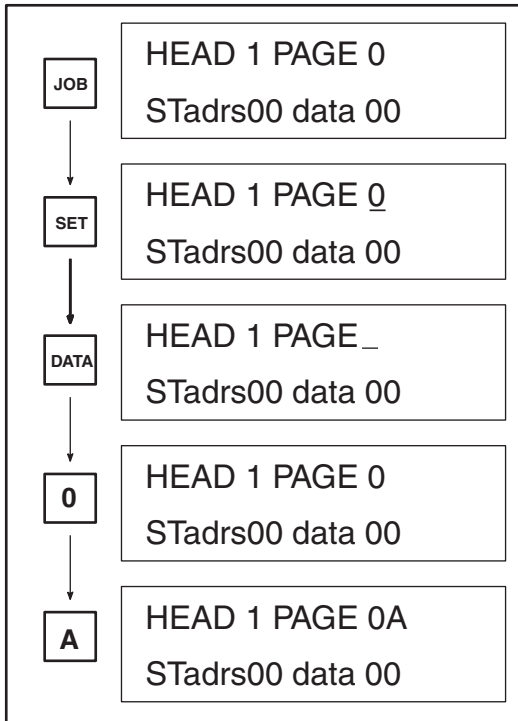 JOB
HEAD 1 PAGE 0
STadrs00 data 00
SET
HEAD 1 PAGE 0
STadrs00 data 00
DATA
HEAD 1 PAGE_
STadrs00 data 00
0
HEAD 1 PAGE 0
STadrs00 data 00
A
HEAD 1 PAGE 0A
STadrs00 data 00